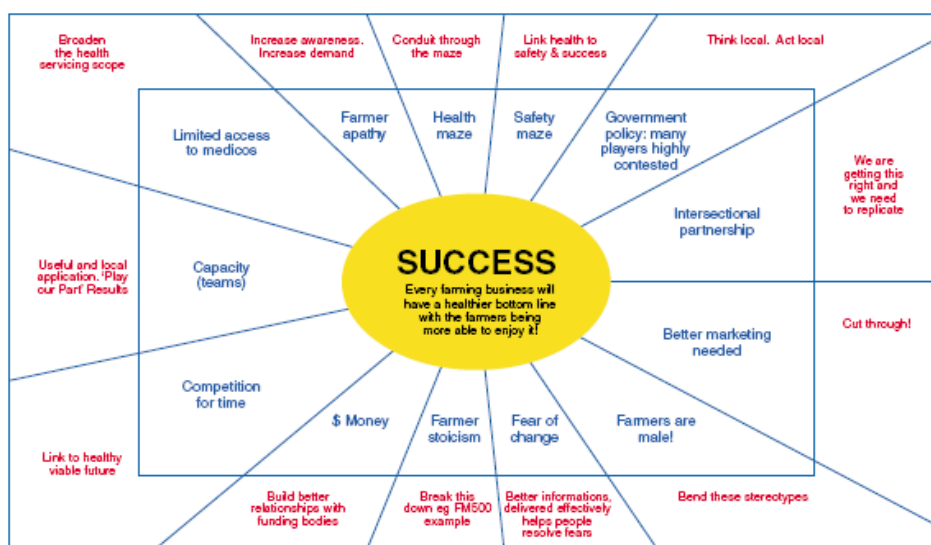 Broaden
the health
servicing scope
Increase awareness.
Increase demand
Conduit through
the maze
Link health to
safety & success
Think local. Act local
Limited access
to medicos
Farmer
apathy
Health
maze
Safety
maze
Government
policy: many
players highly
contested
We are
getting this
right and
we need
to replicate
Intersectional
partnership
Useful and local
application. 'Play
our Part' Results
Capacity
(teams)
SUCCESS
Every farming business will
have a healthier bottom line
with the farmers being
more able to enjoy it!
Better marketing
needed
Cut through!
Competition
for time
$ Money
Farmer
stoicism
Fear of
change
Farmers are
male!
Link to healthy
viable future
Build better
relationships with
funding bodies
Break this
down eg FM500
example
Better informations,
delivered effectively
helps people
resolve fears
Bend these stereotypes